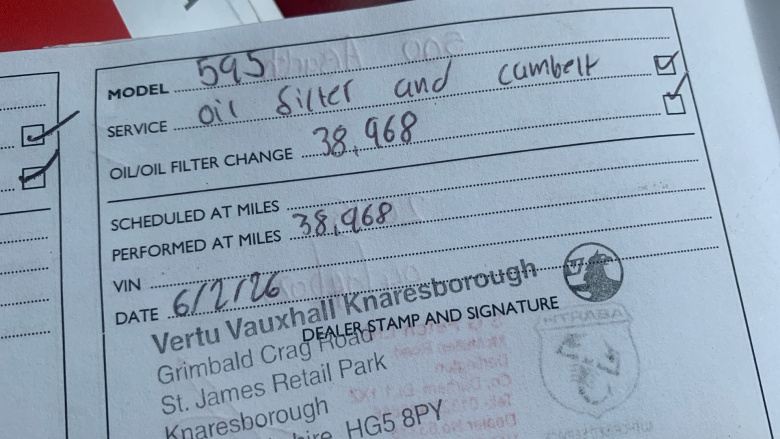 MODEL 595
SERVICE oil filter and cambelt
OIL/OIL FILTER CHANGE 38,968
SCHEDULED AT MILES
PERFORMED AT MILES 38,968
VIN
DATE 6/2/26
Vertu Vauxhall Knaresborough
DEALER STAMP AND SIGNATURE
Grimbald Crag Road
St. James Retail Park
Knaresborough
HG5 8PY